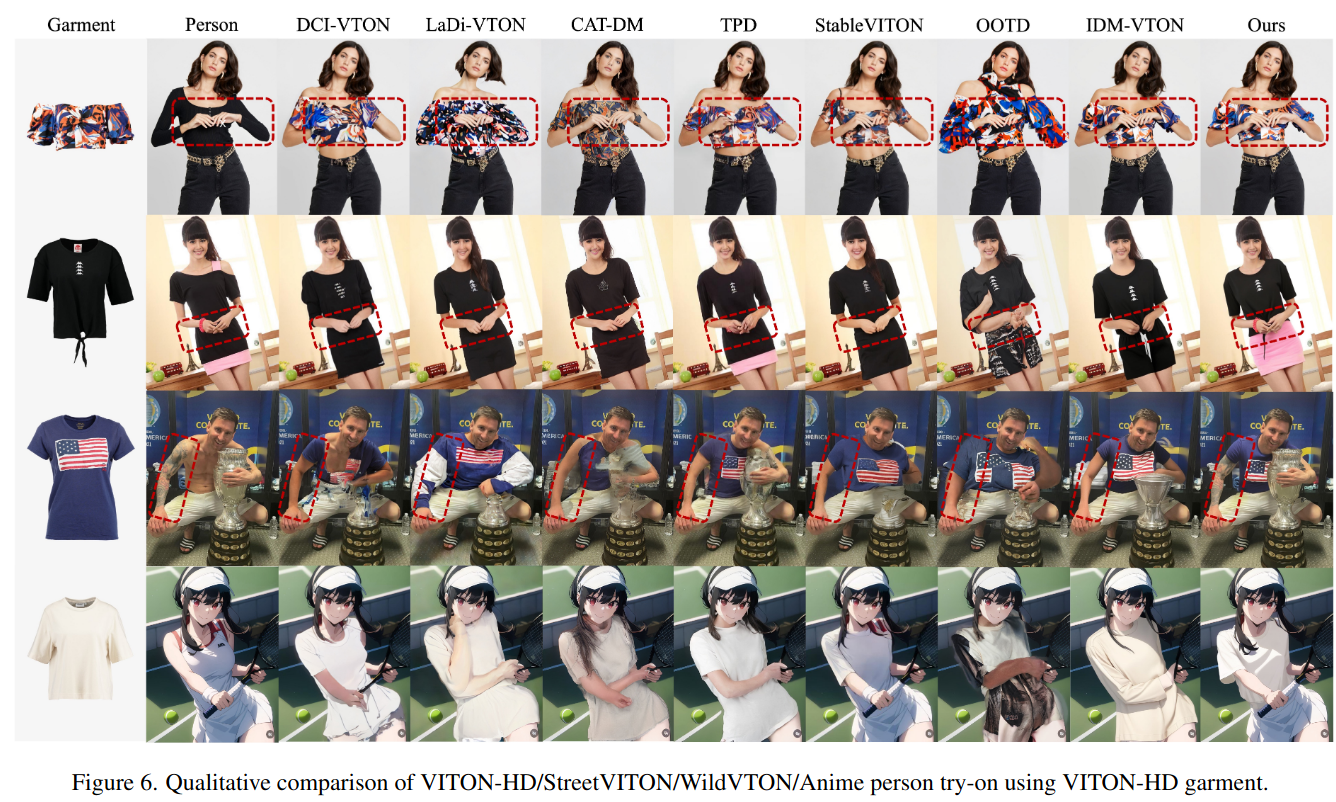 Garment Person DCI-VTON LaDi-VTON CAT-DM TPD StableVITON OOTD IDM-VTON Ours
Figure 6. Qualitative comparison of VITON-HD/StreetVITON/WildVTON/Anime person try-on using VITON-HD garment.